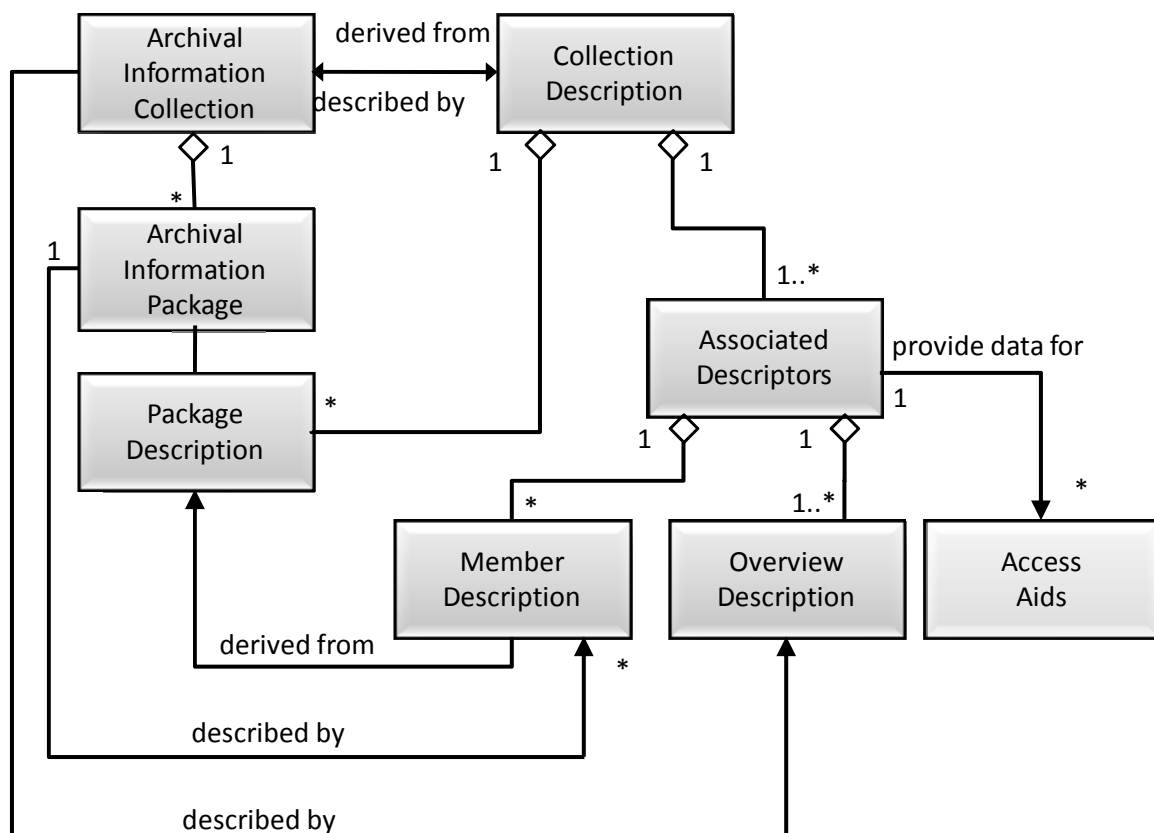 Archival
Information
Collection
derived from
described by
Collection
Description
1
1
1
*
Archival
Information
Package
1
1..*
Associated
Descriptors
provide data for
1
*
Package
Description
*
1
1
*
1..*
Member
Description
Overview
Description
Access
Aids
derived from
*
described by
described by